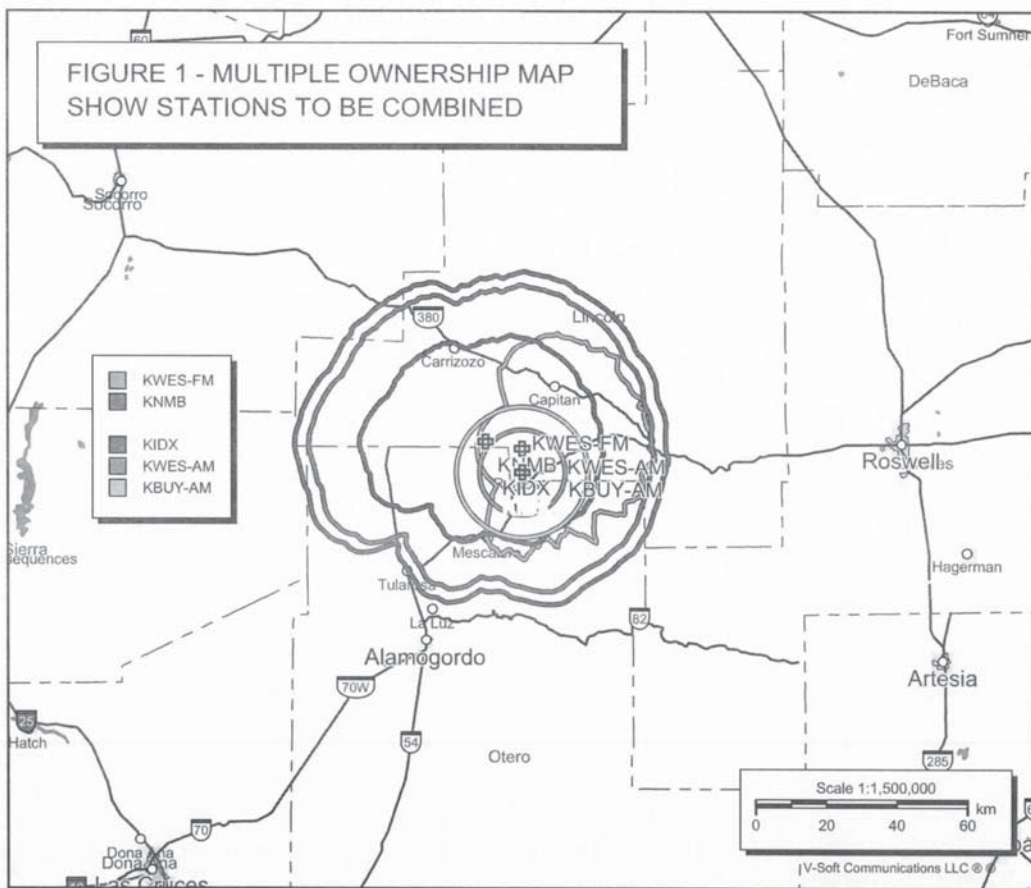 60
Fort Sumner
DeBaca
FIGURE 1 - MULTIPLE OWNERSHIP MAP
SHOW STATIONS TO BE COMBINED
Socorro
Socorro
380
Lincoln
Carrizozo
Capitan
KWES-FM
KNMB
KIDX
KWES-AM
KBUY-AM
KWES-FM
KNMB KWES-AM
KIDX KBUY-AM
Roswell
Sierra
sequences
Hagerman
Tularosa
La Luz
82
Alamogordo
Artesia
70W
25
Hatch
54
Otero
285
Scale 1:1,500,000
km
0 20 40 60
70
Dona Ana
Dona Ana
Las Cruces
V-Soft Communications LLC ® ©